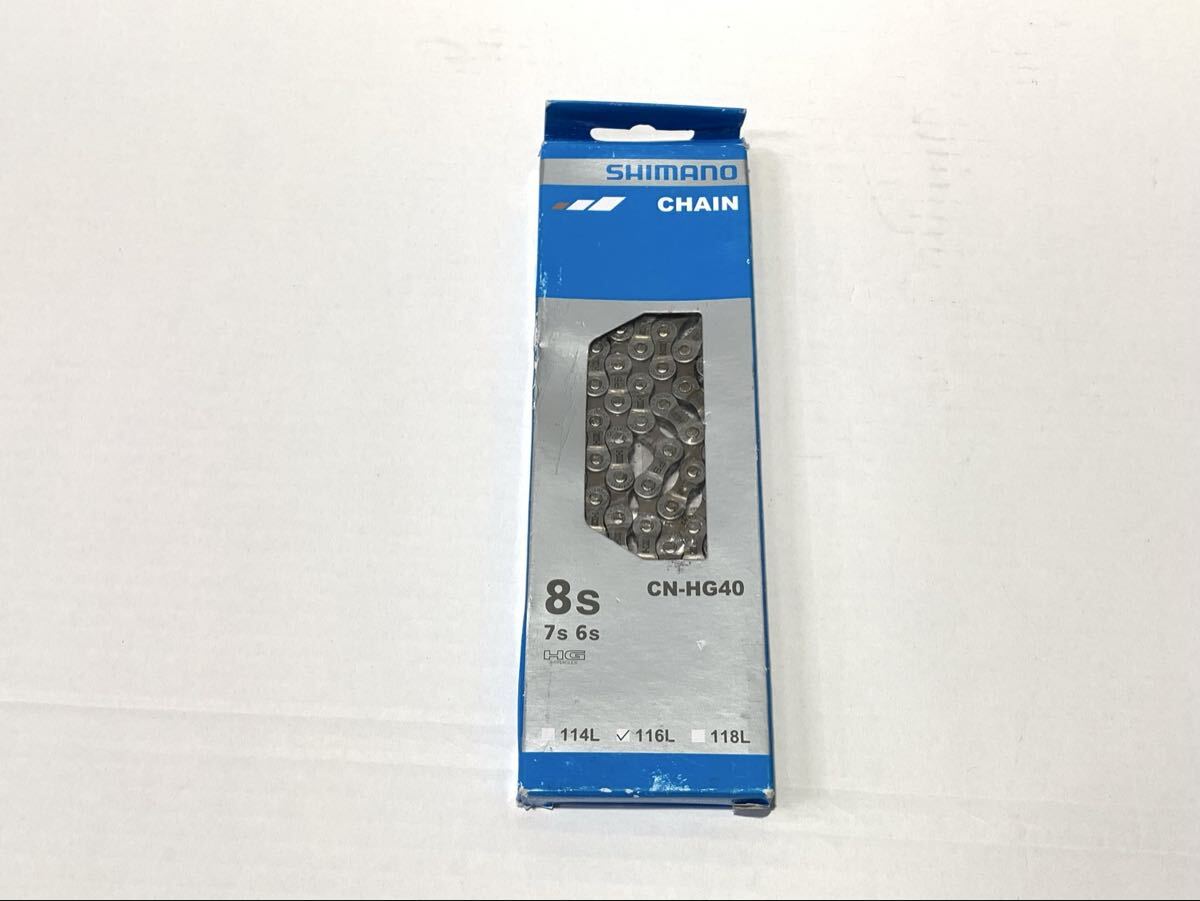 SHIMANO
CHAIN
8s
CN-HG40
7s 6s
HG
114L 116L 118L